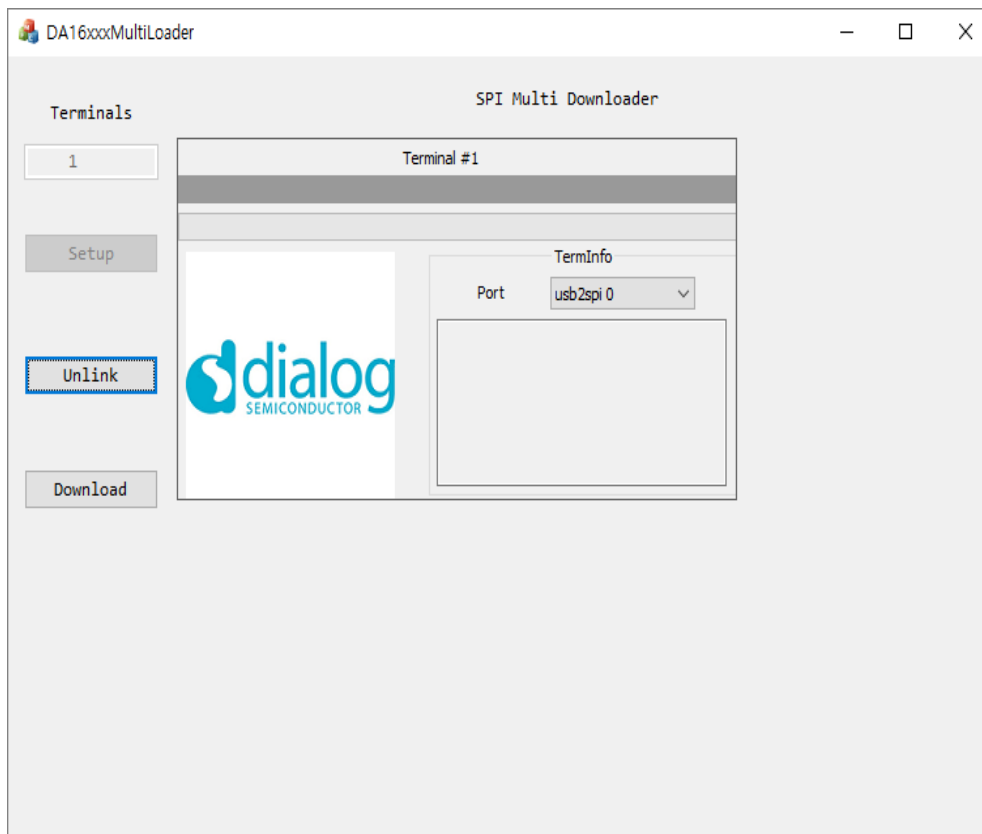 DA16xxxMultiLoader
SPI Multi Downloader
Terminals
1
Setup
Unlink
Download
Terminal #1
dialog
SEMICONDUCTOR
TermInfo
Port
usb2spi 0